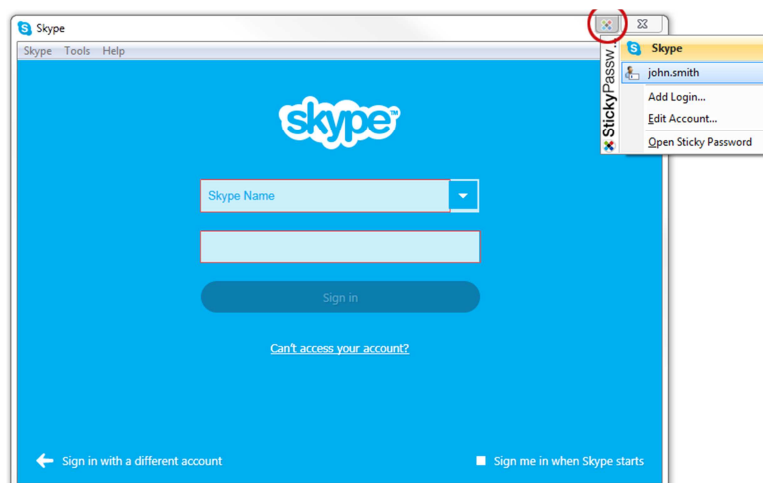 Skype
Skype Tools Help
skype™
Skype Name
Sign in
Can't access your account?
Sign in with a different account
Sign me in when Skype starts
StickyPassw...
Skype
john.smith
Add Login...
Edit Account...
Open Sticky Password